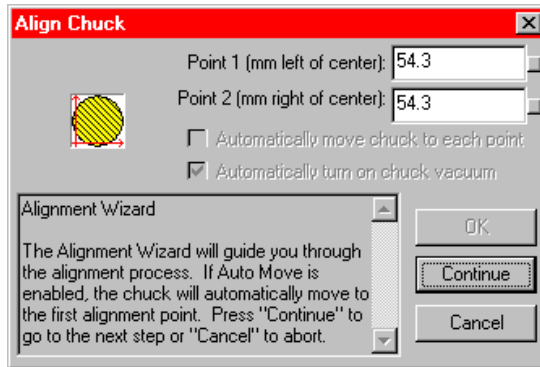 Align Chuck
Point 1 (mm left of center): 54.3
Point 2 (mm right of center): 54.3
Automatically move chuck to each point
Automatically turn on chuck vacuum
Alignment Wizard
The Alignment Wizard will guide you through
the alignment process. If Auto Move is
enabled, the chuck will automatically move to
the first alignment point. Press "Continue" to
go to the next step or "Cancel" to abort.
OK
Continue
Cancel